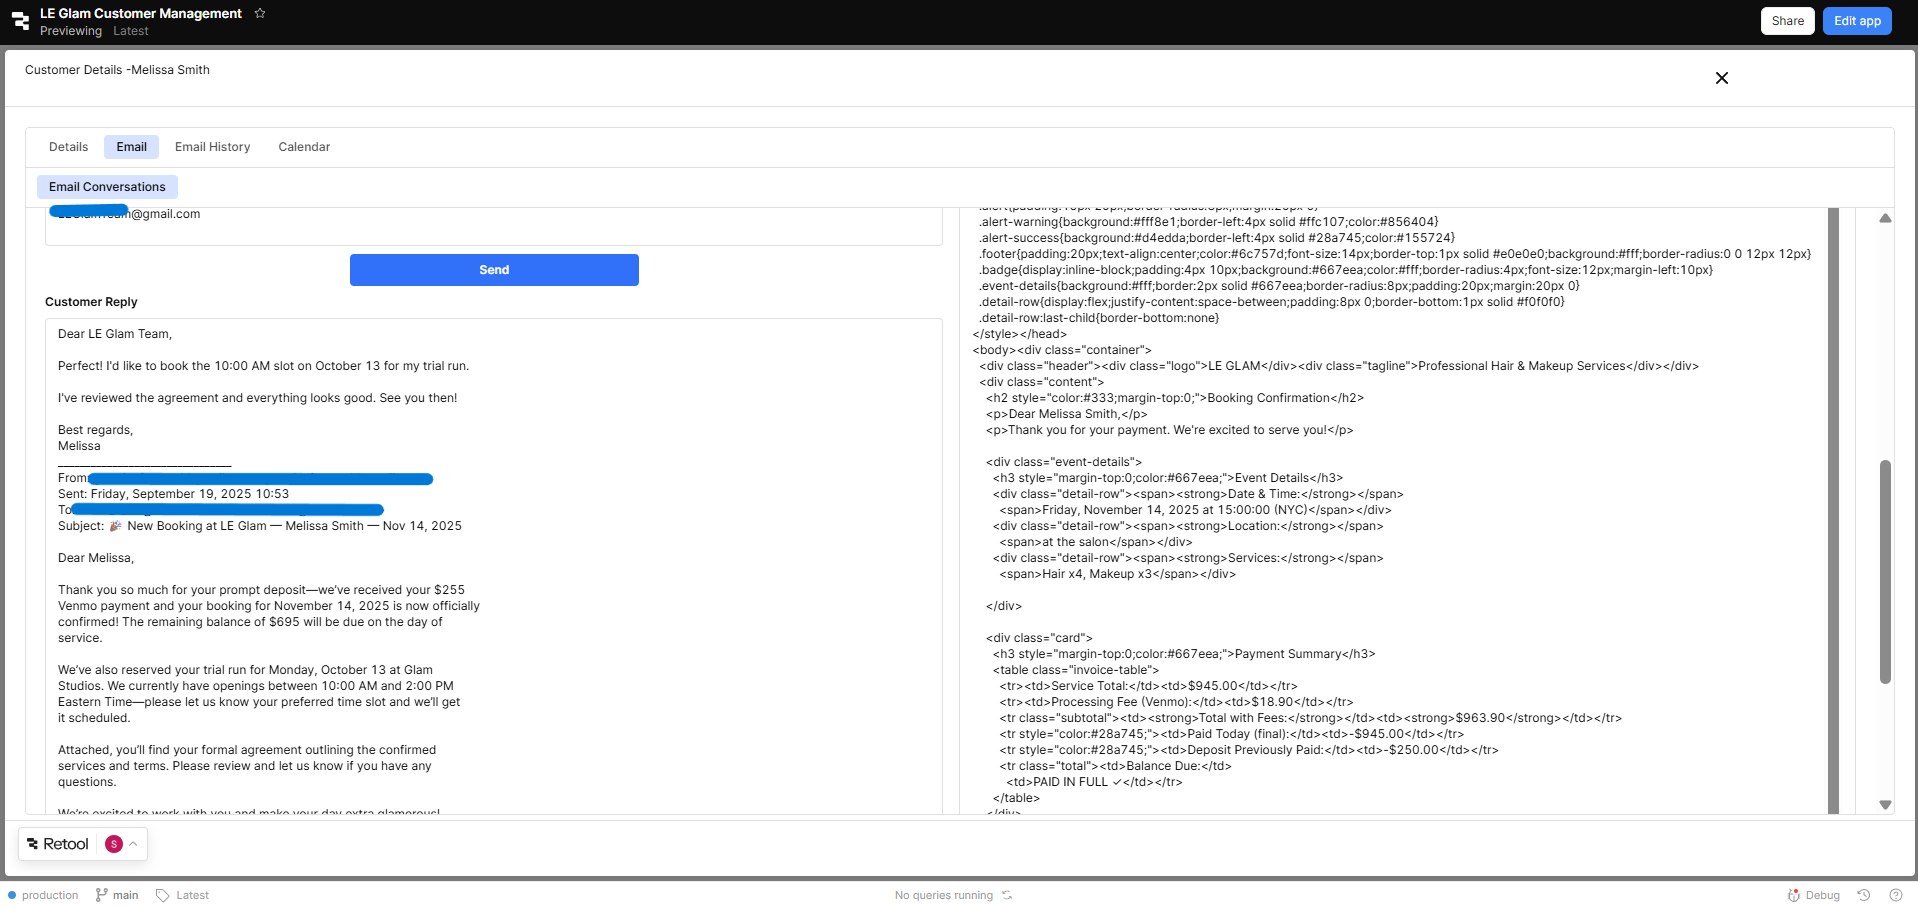 LE Glam Customer Management
Previewing Latest
Share
Edit app
Customer Details -Melissa Smith
Details Email Email History Calendar
Email Conversations
@gmail.com
Send
Customer Reply
Dear LE Glam Team,
Perfect! I'd like to book the 10:00 AM slot on October 13 for my trial run.
I've reviewed the agreement and everything looks good. See you then!
Best regards,
Melissa
________________________________
From:
Sent: Friday, September 19, 2025 10:53
To
Subject: 🎉 New Booking at LE Glam — Melissa Smith — Nov 14, 2025
Dear Melissa,
Thank you so much for your prompt deposit—we’ve received your $255
Venmo payment and your booking for November 14, 2025 is now officially
confirmed! The remaining balance of $695 will be due on the day of
service.
We’ve also reserved your trial run for Monday, October 13 at Glam
Studios. We currently have openings between 10:00 AM and 2:00 PM
Eastern Time—please let us know your preferred time slot and we’ll get
it scheduled.
Attached, you’ll find your formal agreement outlining the confirmed
services and terms. Please review and let us know if you have any
questions.
We’re excited to work with you and make your day extra glamorous!
.alert{padding:15px 20px;border-radius:8px;margin:20px 0}
.alert-warning{background:#fff8e1;border-left:4px solid #ffc107;color:#856404}
.alert-success{background:#d4edda;border-left:4px solid #28a745;color:#155724}
.footer{padding:20px;text-align:center;color:#6c757d;font-size:14px;border-top:1px solid #e0e0e0;background:#fff;border-radius:0 0 12px 12px}
.badge{display:inline-block;padding:4px 10px;background:#667eea;color:#fff;border-radius:4px;font-size:12px;margin-left:10px}
.event-details{background:#fff;border:2px solid #667eea;border-radius:8px;padding:20px;margin:20px 0}
.detail-row{display:flex;justify-content:space-between;padding:8px 0;border-bottom:1px solid #f0f0f0}
.detail-row:last-child{border-bottom:none}
</style></head>
<body><div class="container">
<div class="header"><div class="logo">LE GLAM</div><div class="tagline">Professional Hair & Makeup Services</div></div>
<div class="content">
<h2 style="color:#333;margin-top:0;">Booking Confirmation</h2>
<p>Dear Melissa Smith,</p>
<p>Thank you for your payment. We're excited to serve you!</p>
<div class="event-details">
<h3 style="margin-top:0;color:#667eea;">Event Details</h3>
<div class="detail-row"><span><strong>Date & Time:</strong></span>
<span>Friday, November 14, 2025 at 15:00:00 (NYC)</span></div>
<div class="detail-row"><span><strong>Location:</strong></span>
<span>at the salon</span></div>
<div class="detail-row"><span><strong>Services:</strong></span>
<span>Hair x4, Makeup x3</span></div>
</div>
<div class="card">
<h3 style="margin-top:0;color:#667eea;">Payment Summary</h3>
<table class="invoice-table">
<tr><td>Service Total:</td><td>$945.00</td></tr>
<tr><td>Processing Fee (Venmo):</td><td>$18.90</td></tr>
<tr class="subtotal"><td><strong>Total with Fees:</strong></td><td><strong>$963.90</strong></td></tr>
<tr style="color:#28a745;"><td>Paid Today (final):</td><td>-$945.00</td></tr>
<tr style="color:#28a745;"><td>Deposit Previously Paid:</td><td>-$250.00</td></tr>
<tr class="total"><td>Balance Due:</td>
<td>PAID IN FULL ✓</td></tr>
</table>
</div>
Retool S
production main Latest
No queries running
Debug